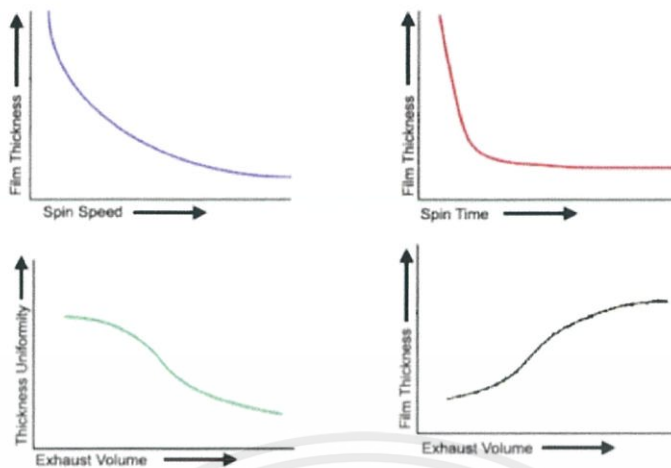 Film Thickness
Spin Speed
Film Thickness
Spin Time
Thickness Uniformity
Exhaust Volume
Film Thickness
Exhaust Volume